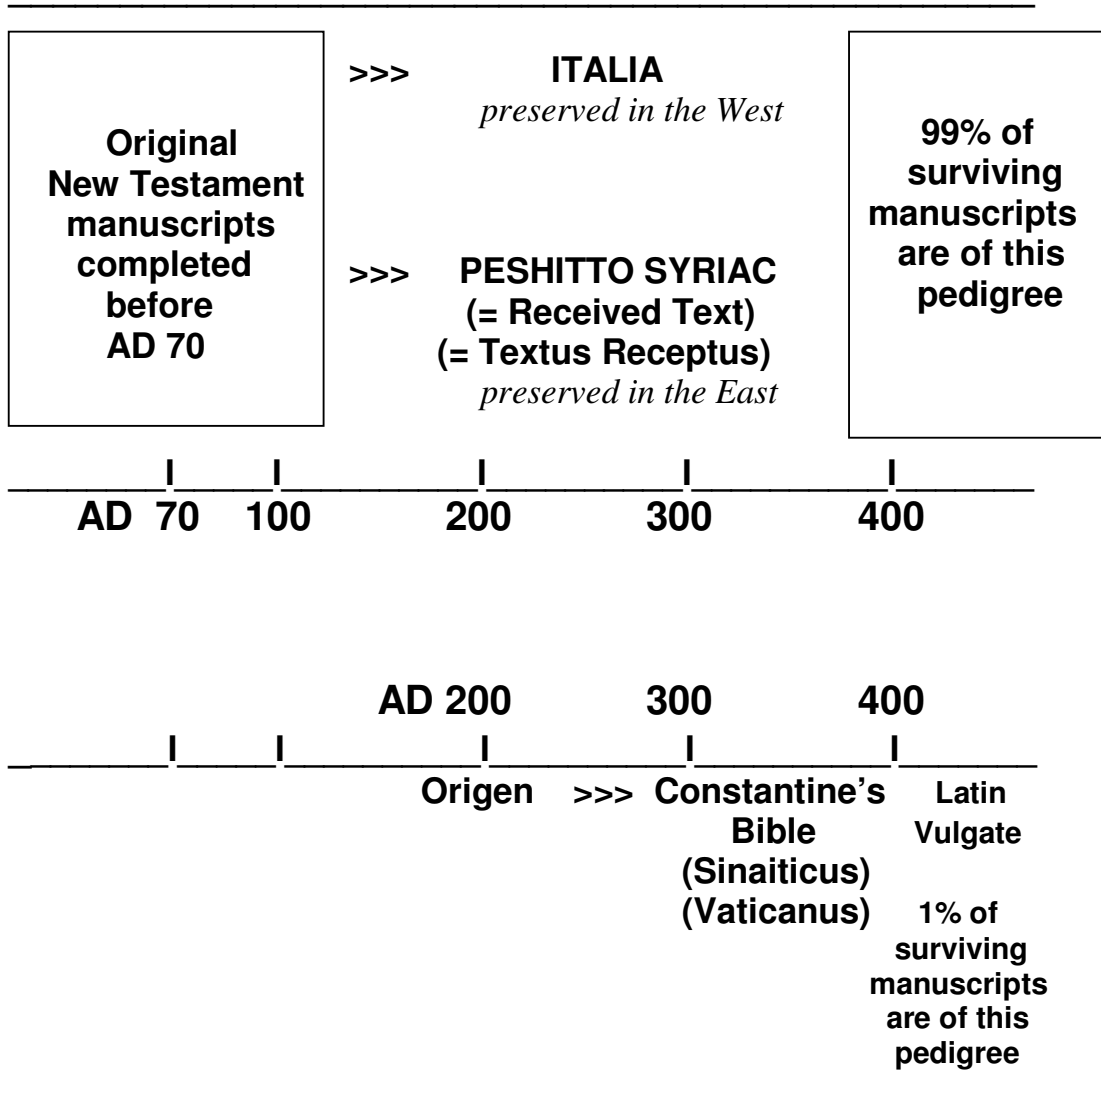 Original
New Testament
manuscripts
completed
before
AD 70
>>> ITALIA
preserved in the West
>>> PESHITTO SYRIAC
(= Received Text)
(= Textus Receptus)
preserved in the East
99% of
surviving
manuscripts
are of this
pedigree
AD 70 100 200 300 400
AD 200 300 400
Origen >>> Constantine’s
Bible
(Sinaiticus)
(Vaticanus)
Latin
Vulgate
1% of
surviving
manuscripts
are of this
pedigree